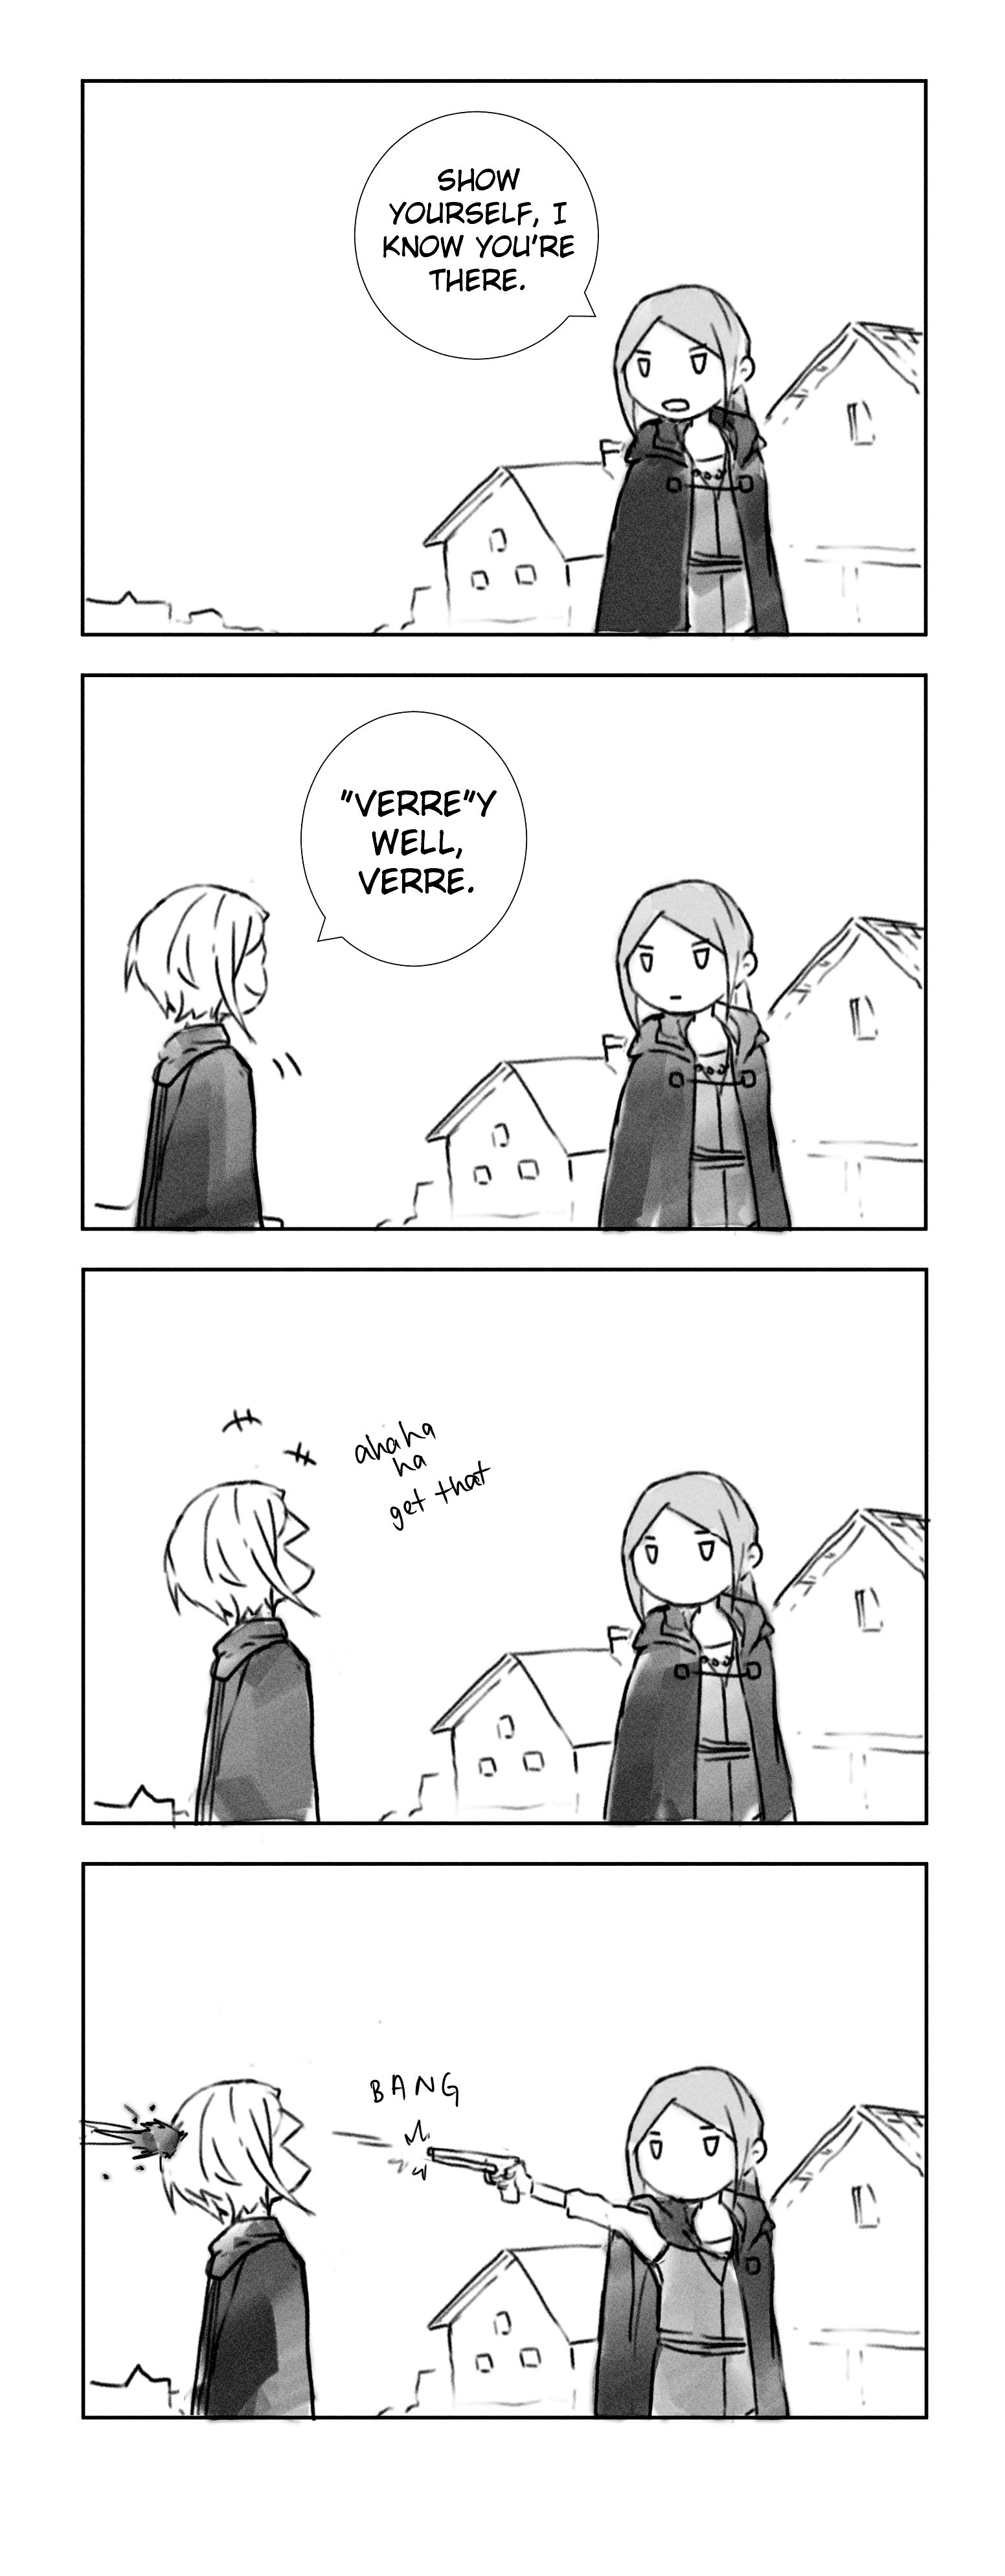 SHOW
YOURSELF, I
KNOW YOU'RE
THERE.
"VERRE"Y
WELL,
VERRE.
ahaha
ha
get that
BANG